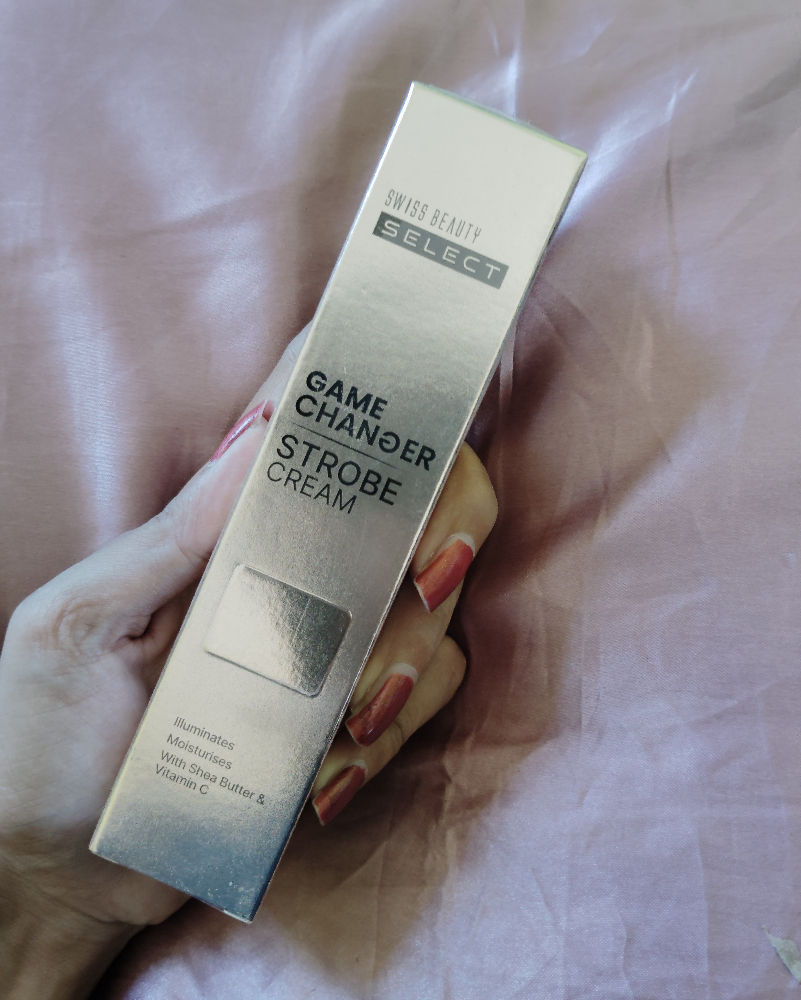 SWISS BEAUTY
SELECT
GAME
CHANGER
STROBE
CREAM
Illuminates
Moisturises
With Shea Butter &
Vitamin C